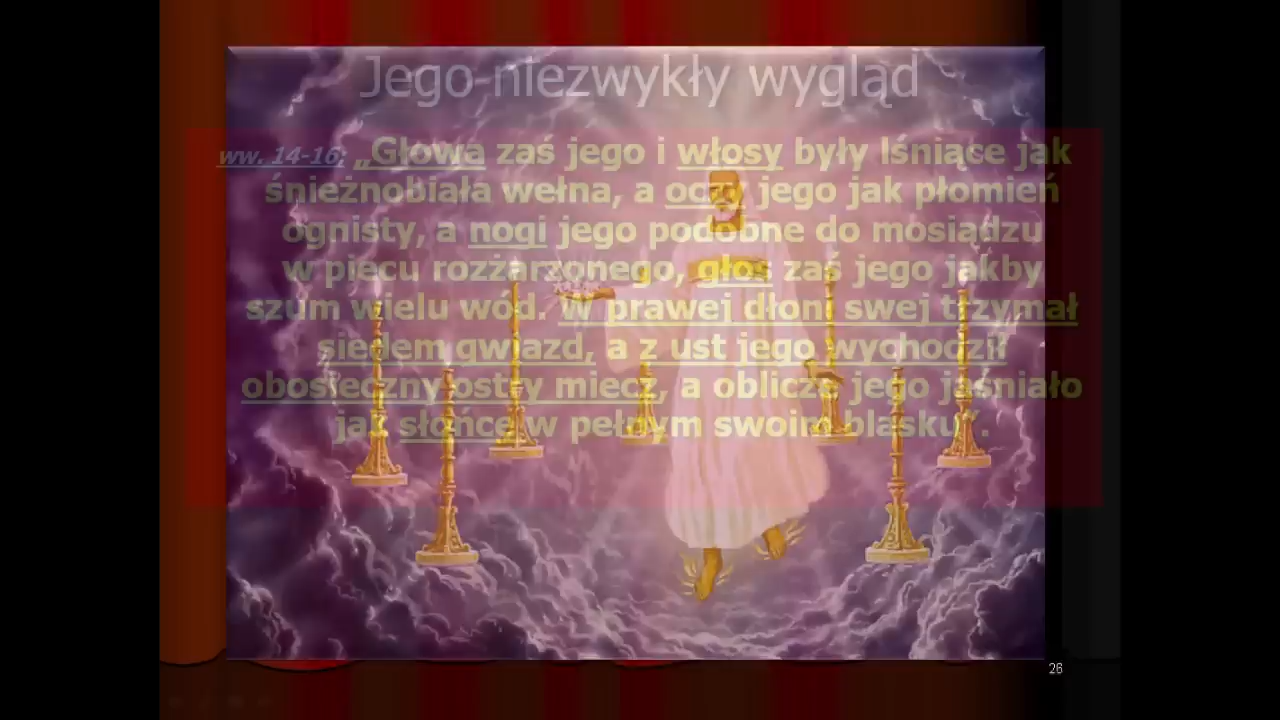 Jego niezwykły wygląd
ww. 14-16: „Głowa zaś jego i włosy były lśniące jak
śnieżnobiała wełna, a oczy jego jak płomień
ognisty, a nogi jego podobne do mosiądzu
w piecu rozżarzonego, głos zaś jego jakby
szum wielu wód. W prawej dłoni swej trzymał
siedem gwiazd, a z ust jego wychodził
obosieczny ostry miecz, a oblicze jego jaśniało
jak słońce w pełnym swoim blasku”.
26